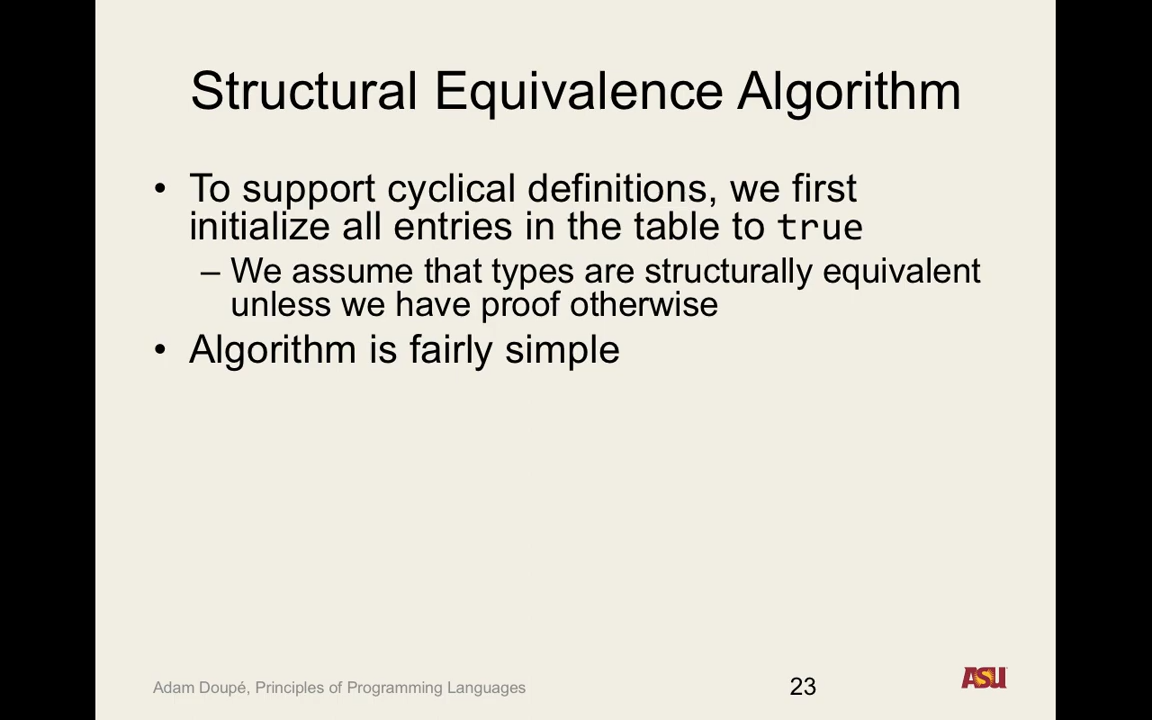 Structural Equivalence Algorithm
• To support cyclical definitions, we first
initialize all entries in the table to true
– We assume that types are structurally equivalent
unless we have proof otherwise
• Algorithm is fairly simple
Adam Doupé, Principles of Programming Languages
23
ASU